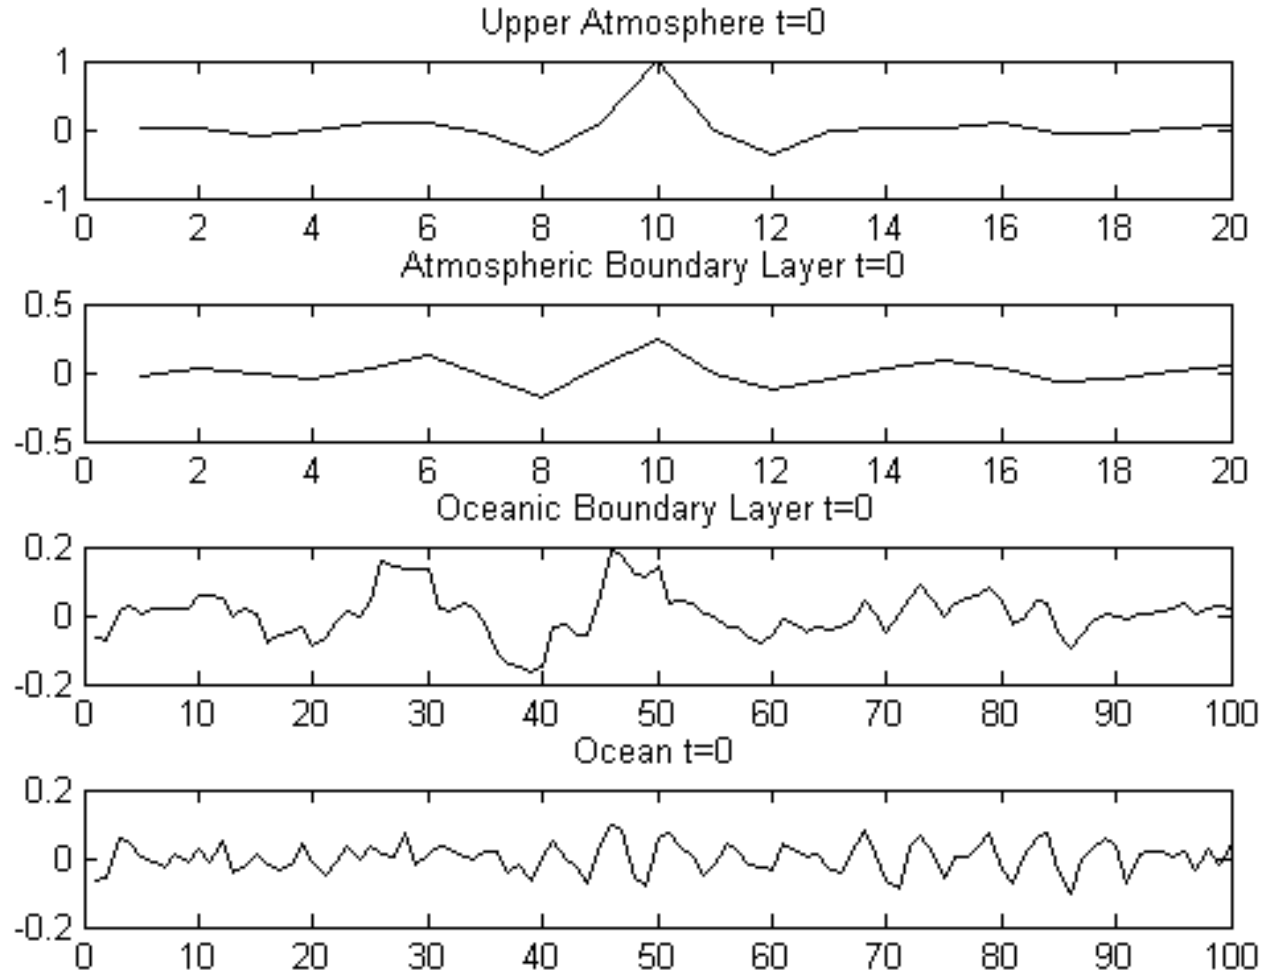 Upper Atmosphere t=0
1
0
-1
0 2 4 6 8 10 12 14 16 18 20
Atmospheric Boundary Layer t=0
0.5
0
-0.5
0 2 4 6 8 10 12 14 16 18 20
Oceanic Boundary Layer t=0
0.2
0
-0.2
0 10 20 30 40 50 60 70 80 90 100
Ocean t=0
0.2
0
-0.2
0 10 20 30 40 50 60 70 80 90 100